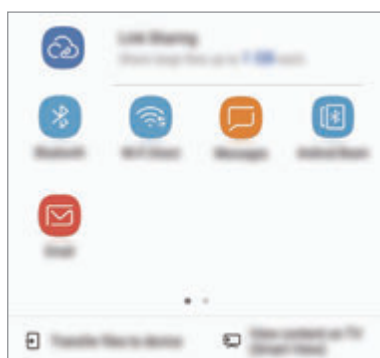 Link Sharing
Bluetooth Wi-Fi Direct Messages Android Beam
Email
Transfer files to device
View content on TV
(Smart View)